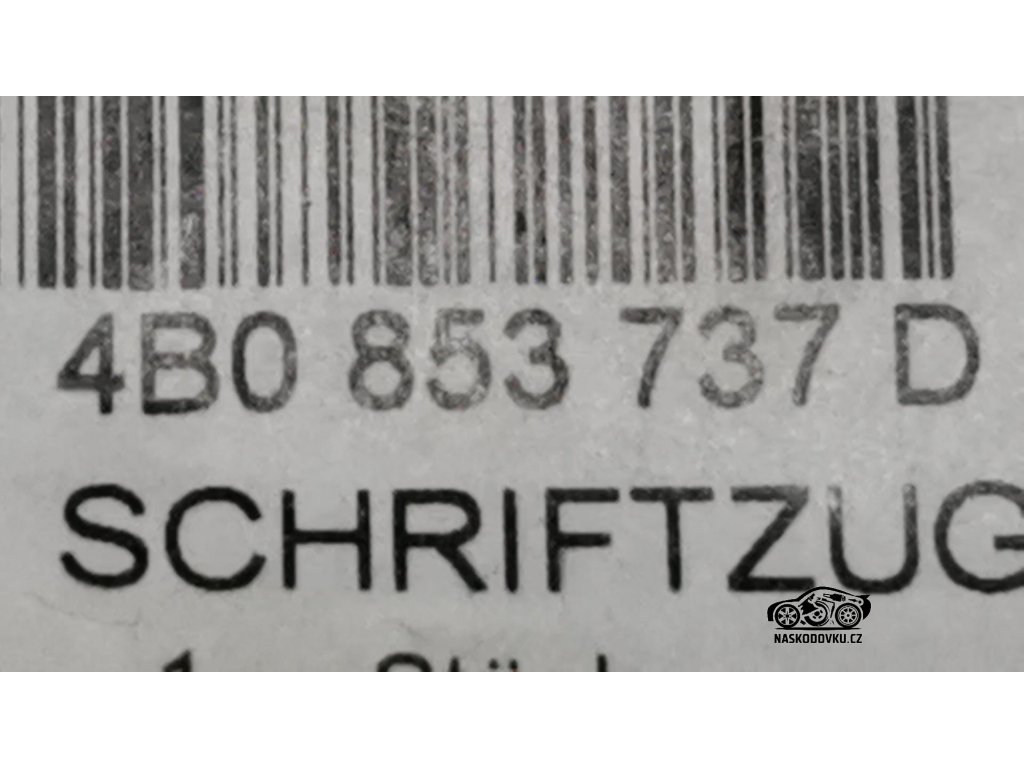 4B0 853 737 D
SCHRIFTZUG
NASKODOVKU.CZ